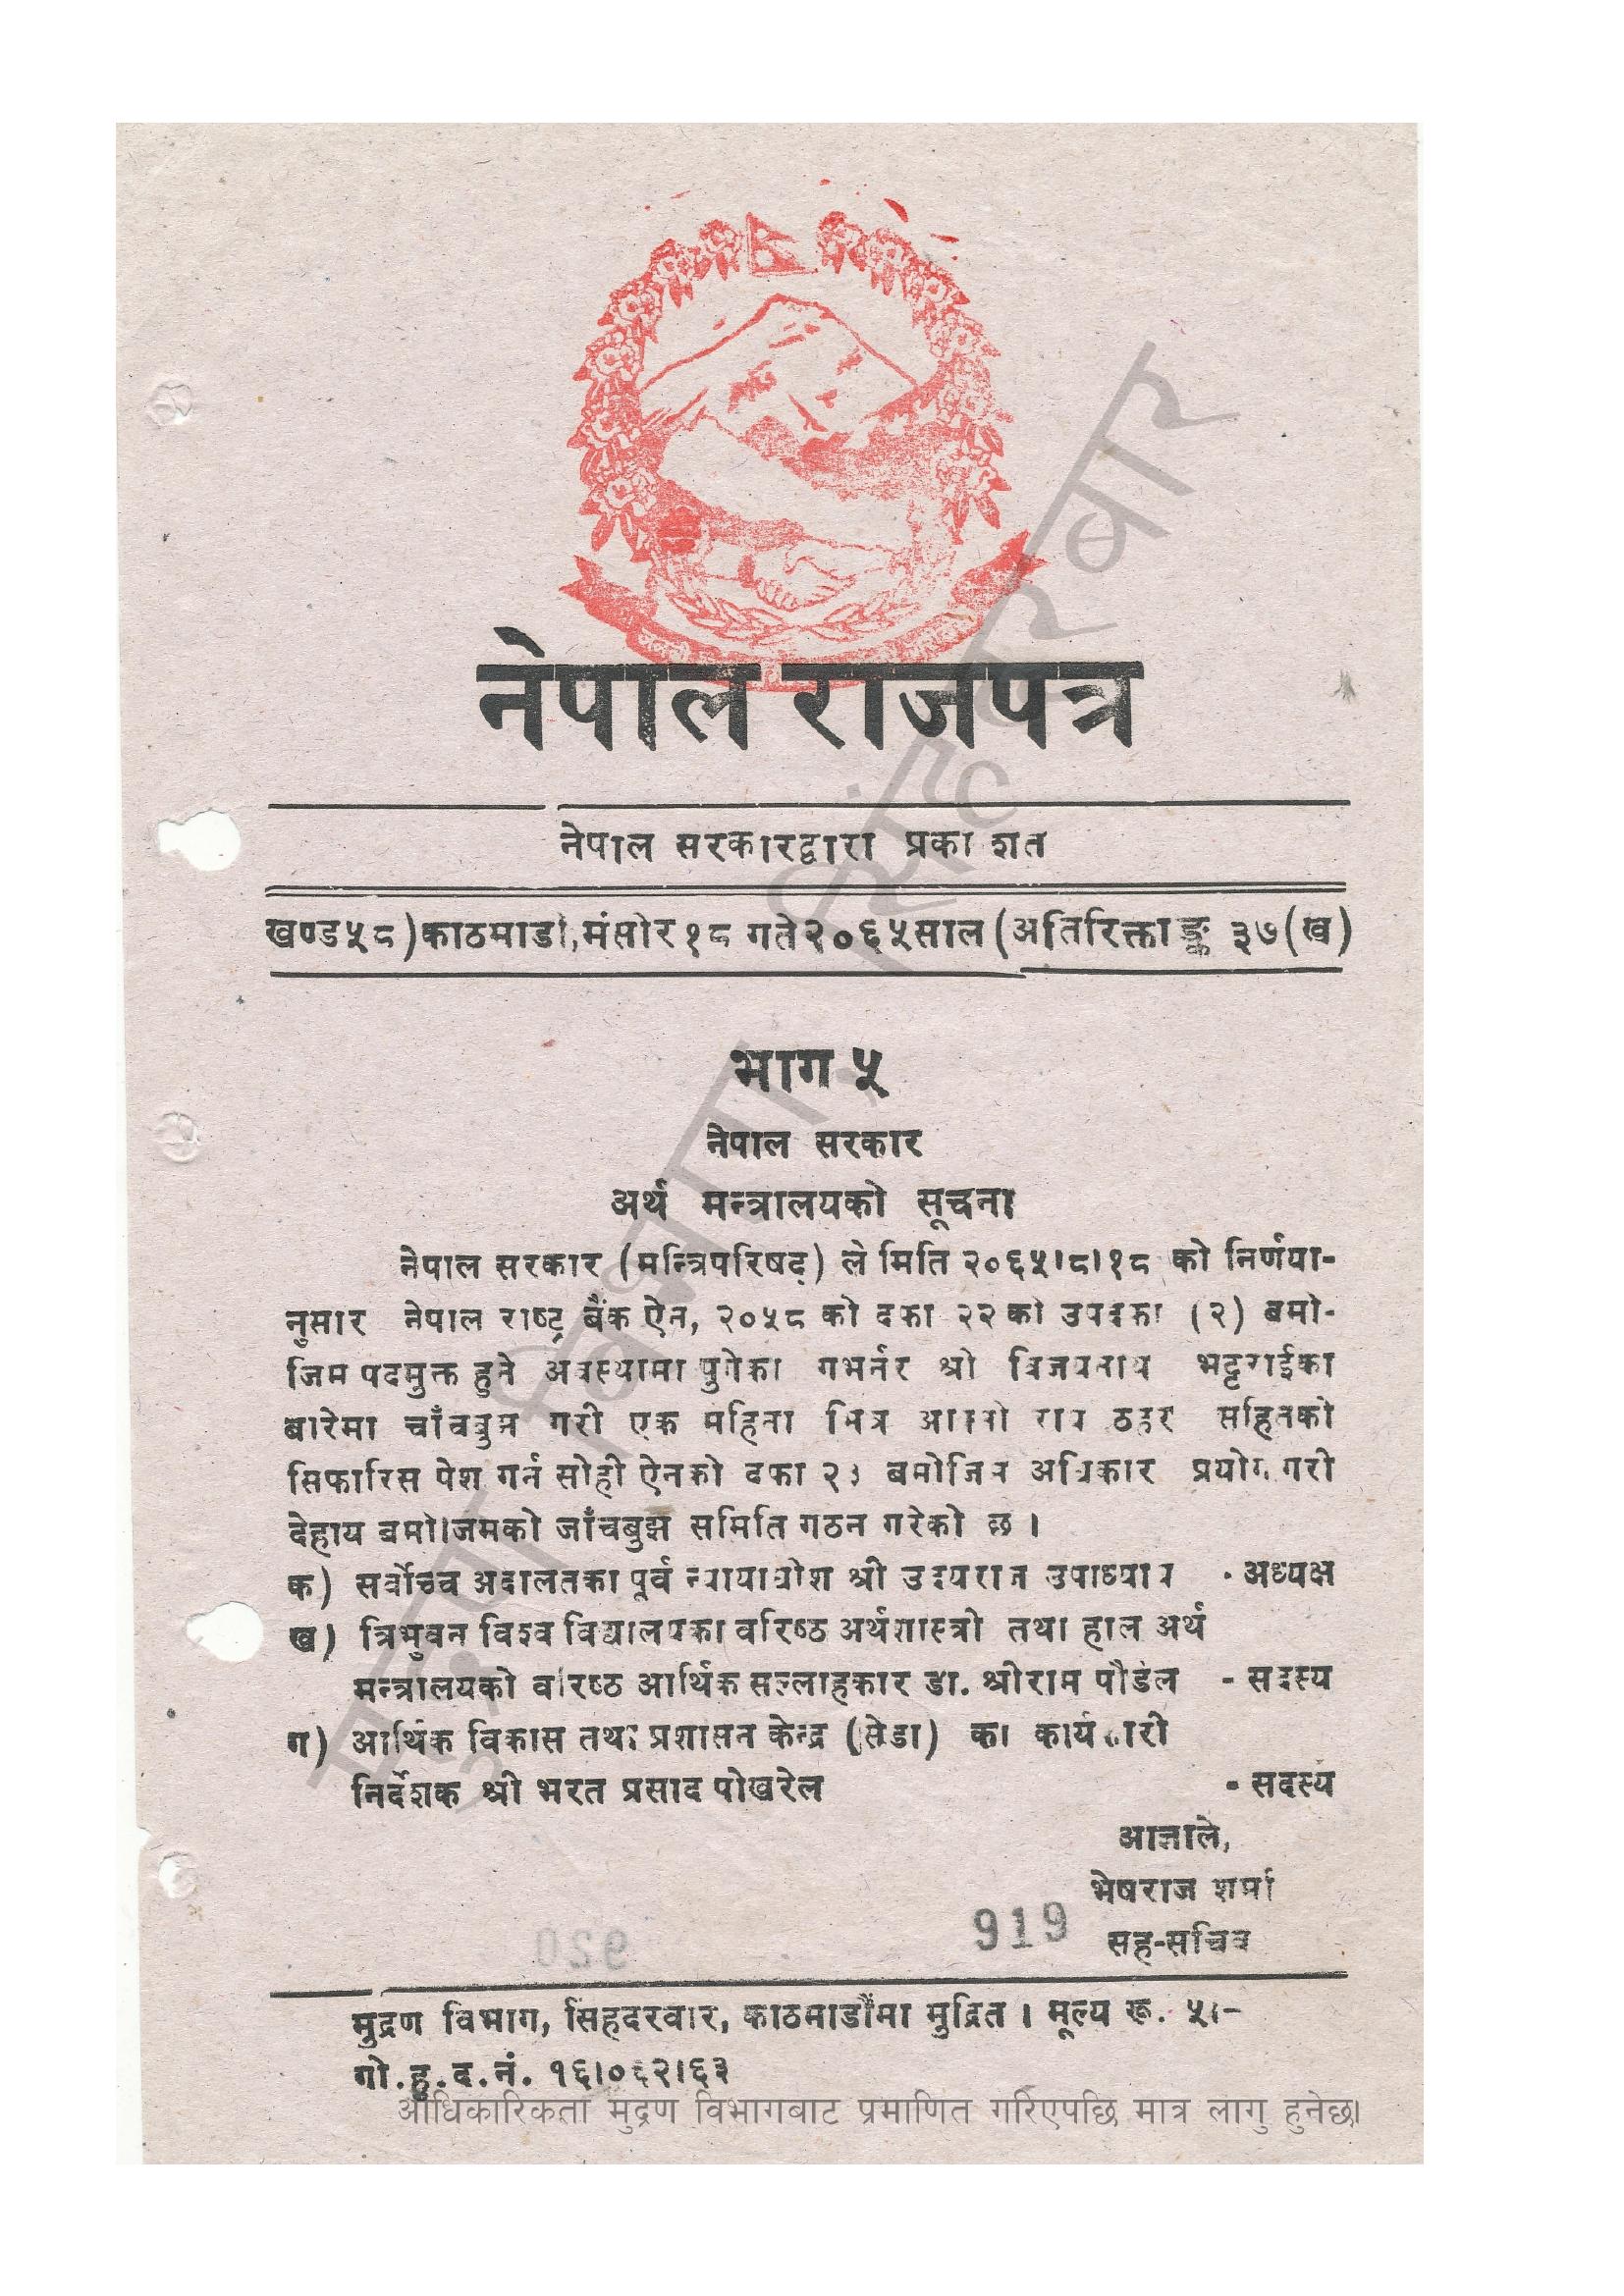 नेपाल राजपत्र
नेपाल सरकारद्वारा प्रकाशित
खण्ड ५८) काठमाडौं, मंसीर १८ गते २०६५ साल (अतिरिक्ताङ्क ३७(ख)
भाग ५
नेपाल सरकार
अर्थ मन्त्रालयको सूचना
नेपाल सरकार (मन्त्रिपरिषद्) ले मिति २०६५।८।१८ को निर्णया-
नुसार नेपाल राष्ट्र बैंक ऐन, २०५८ को दफा २२ को उपदफा (२) बमो-
जिम पदमुक्त हुने अवस्थामा पुगेका गभर्नर श्री विजयनाथ भट्टराईका
बारेमा जाँचबुझ गरी एक महिना भित्र आफ्नो राय ठहर सहितको
सिफारिस पेश गर्न सोही ऐनको दफा २३ बमोजिम अधिकार प्रयोग गरी
देहाय बमोजिमको जाँचबुझ समिति गठन गरेको छ ।
क) सर्वोच्च अदालतका पूर्व न्यायाधीश श्री उदयराज उपाध्याय - अध्यक्ष
ख) त्रिभुवन विश्व विद्यालयका वरिष्ठ अर्थशास्त्री तथा हाल अर्थ
मन्त्रालयको वरिष्ठ आर्थिक सल्लाहकार डा. श्रीराम पौडेल - सदस्य
ग) आर्थिक विकास तथा प्रशासन केन्द्र (सेडा) का कार्यकारी
निर्देशक श्री भरत प्रसाद पोखरेल - सदस्य
आज्ञाले,
भेषराज शर्मा
919 सह-सचिव
920
मुद्रण विभाग, सिंहदरवार, काठमाडौंमा मुद्रित । मूल्य रू. ५।-
गो.हु.द.नं. १६।०६२।६३
आधिकारिकता मुद्रण विभागबाट प्रमाणित गरिएपछि मात्र लागु हुनेछ।
मुद्रण विभाग, सिंहदरवार